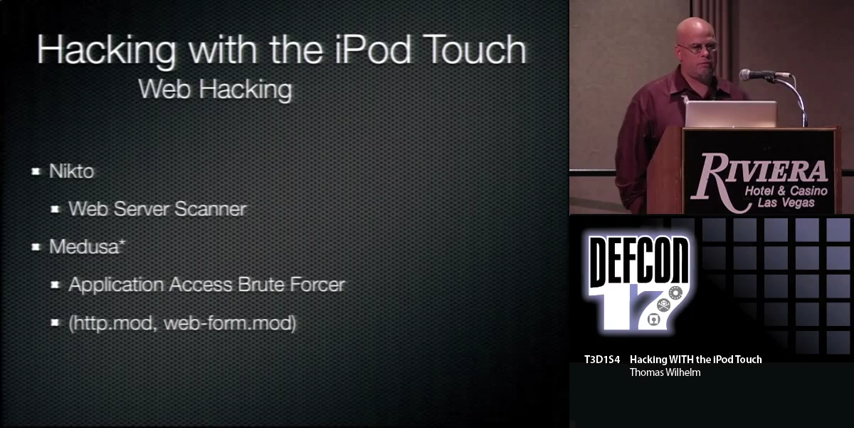 Hacking with the iPod Touch
Web Hacking
Nikto
Web Server Scanner
Medusa*
Application Access Brute Forcer
(http.mod, web-form.mod)
RIVIERA
Hotel & Casino
Las Vegas
DEFCON
17
T3D1S4 Hacking WITH the iPod Touch
Thomas Wilhelm